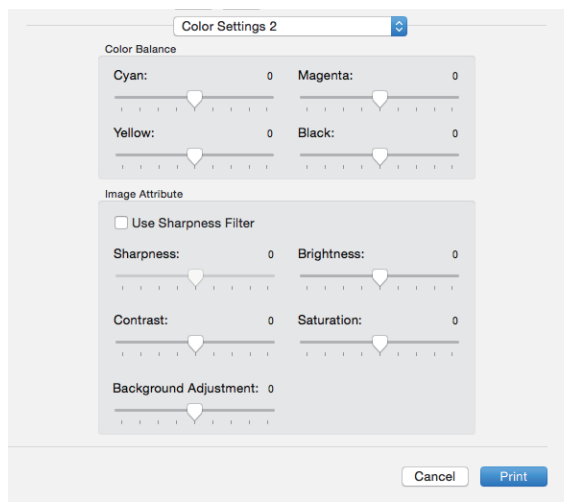 Color Settings 2
Color Balance
Cyan: 0 Magenta: 0
Yellow: 0 Black: 0
Image Attribute
Use Sharpness Filter
Sharpness: 0 Brightness: 0
Contrast: 0 Saturation: 0
Background Adjustment: 0
Cancel Print